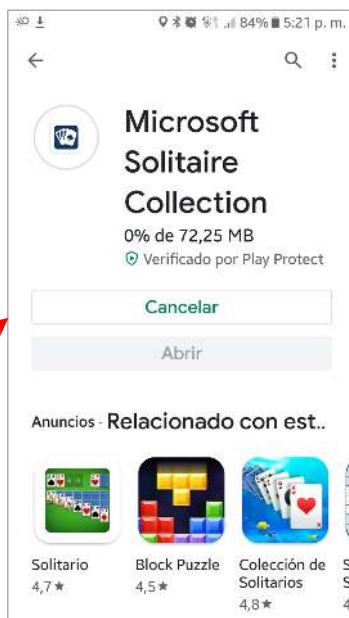 84% 5:21 p. m.
Microsoft
Solitaire
Collection
0% de 72,25 MB
Verificado por Play Protect
Cancelar
Abrir
Anuncios · Relacionado con est..
Solitario
Block Puzzle
Colección de
Solitarios
4,7★
4,5★
4,8★